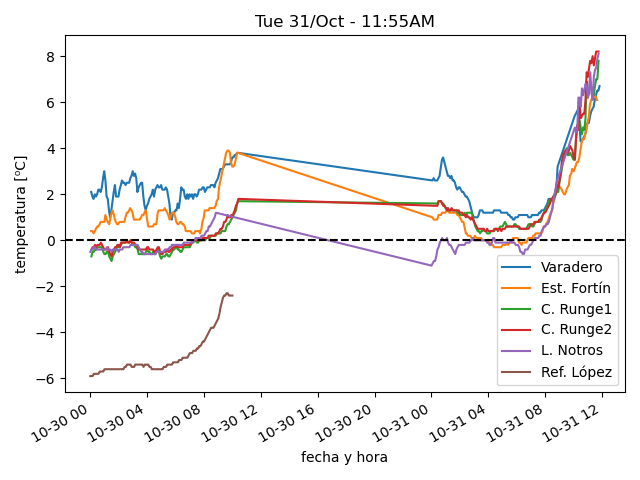 Tue 31/Oct - 11:55AM
temperatura [ºC]
8
6
4
2
0
−2
−4
−6
Varadero
Est. Fortín
C. Runge1
C. Runge2
L. Notros
Ref. López
10-30 00
10-30 04
10-30 08
10-30 12
10-30 16
10-30 20
10-31 00
10-31 04
10-31 08
10-31 12
fecha y hora